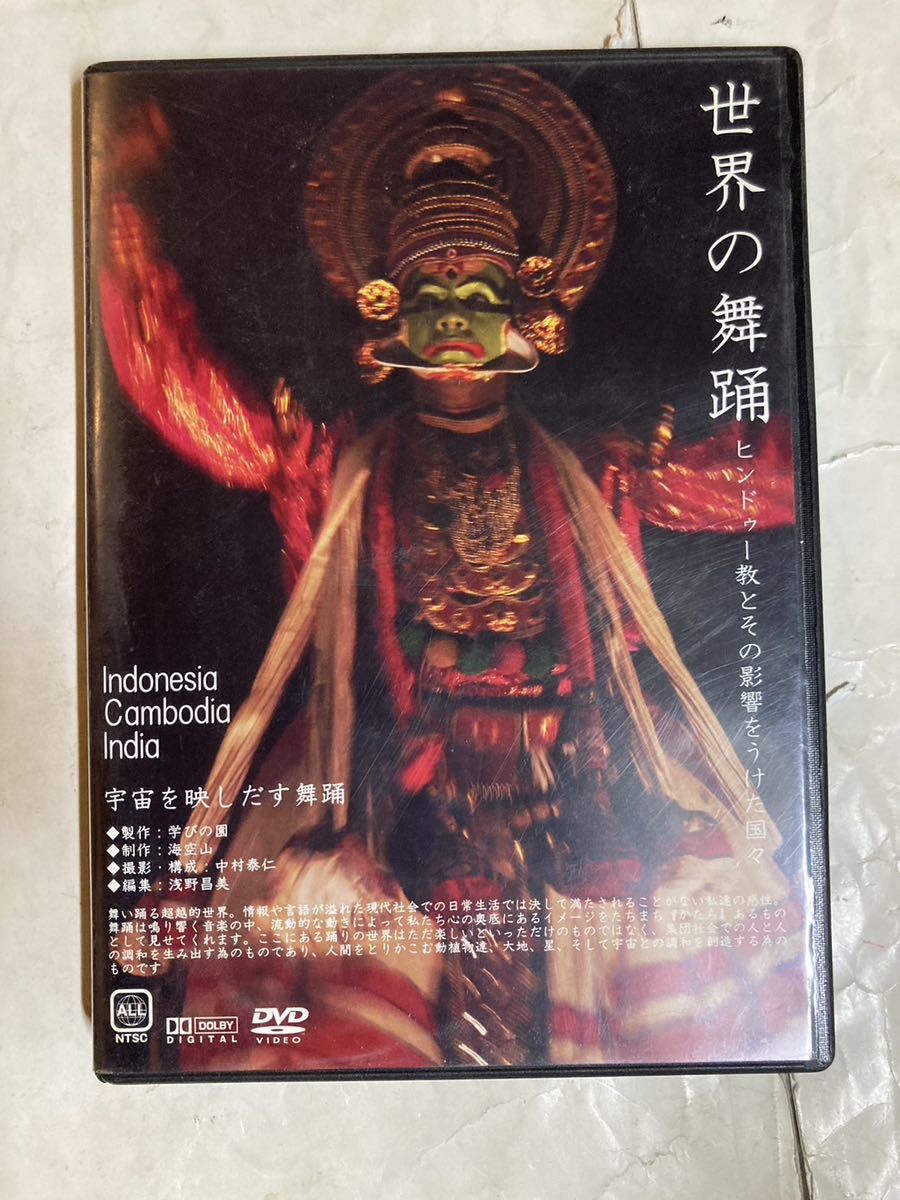 世界の舞踊
ヒンドゥー教とその影響をうけた国々
Indonesia
Cambodia
India
宇宙を映しだす舞踊
◆製作：学びの園
◆制作：海空山
◆撮影・構成：中村泰仁
◆編集：浅野昌美
舞い踊る超越的世界。情報や言語が溢れた現代社会での日常生活では決して満たされることがない私達の感性。
舞踊は鳴り響く音楽の中、流動的な動きによって私たち心の奥底にあるイメージをたちまち『かたち』あるもの
として見せてくれます。ここにある踊りの世界はただ楽しいといっただけのものではなく、集団社会での人と人
の調和を生み出す為のものであり、人間をとりかこむ動植物達、大地、星、そして宇宙との調和を創造する為の
ものです
ALL
NTSC
DOLBY
DIGITAL
DVD
VIDEO